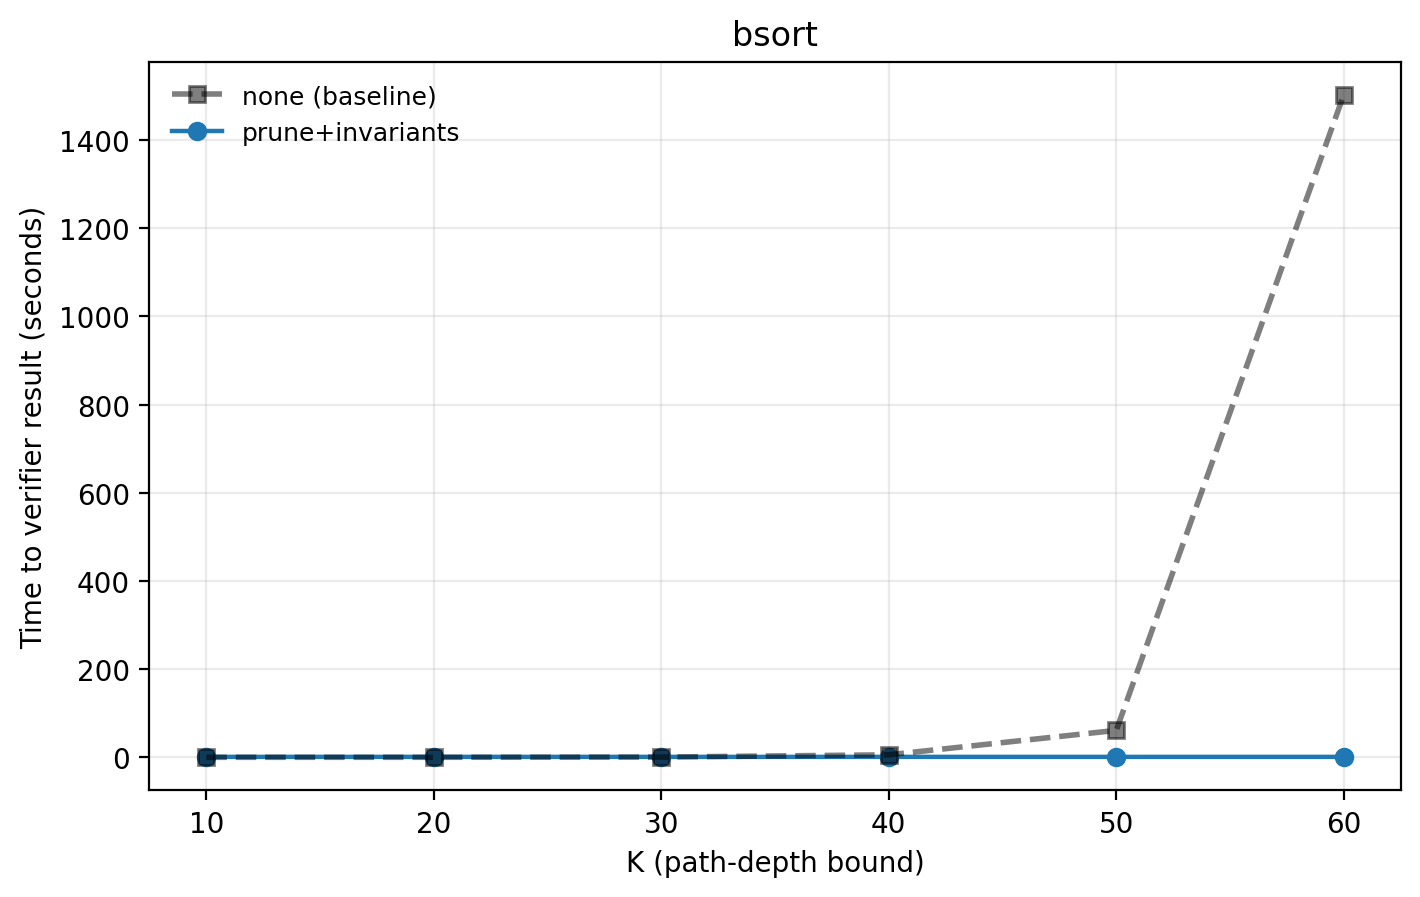 bsort
none (baseline)
prune+invariants
Time to verifier result (seconds)
1400
1200
1000
800
600
400
200
0
10 20 30 40 50 60
K (path-depth bound)